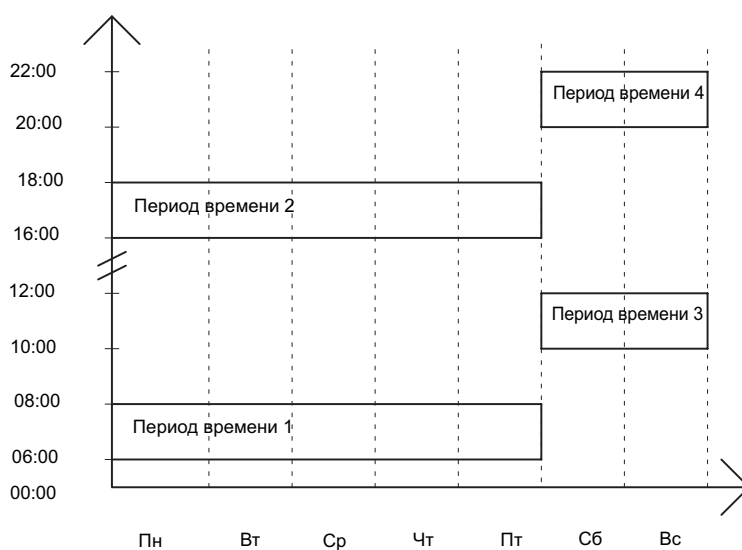 22:00
Период времени 4
20:00
18:00
Период времени 2
16:00
12:00
Период времени 3
10:00
08:00
Период времени 1
06:00
00:00
Пн Вт Ср Чт Пт Сб Вс